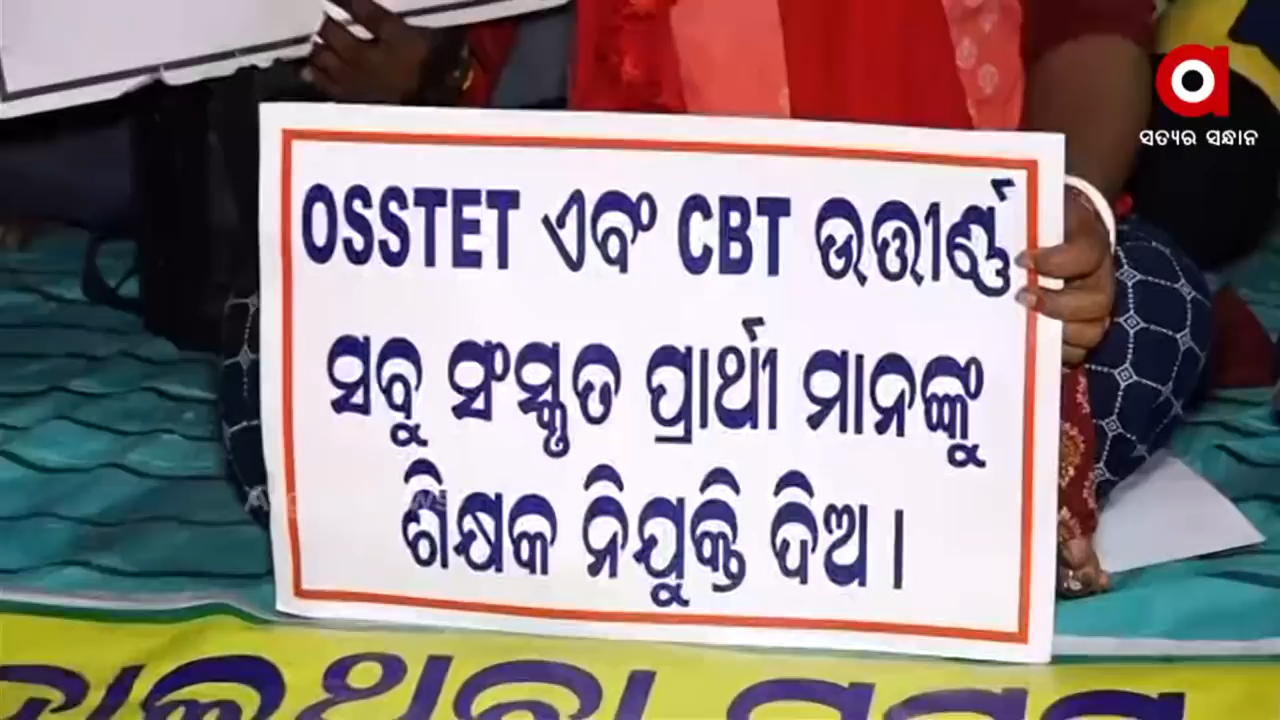 ସତ୍ୟର ସନ୍ଧାନ
OSSTET ଏବଂ CBT ଉତ୍ତୀର୍ଣ୍ଣ
ସବୁ ସଂସ୍କୃତ ପ୍ରାର୍ଥୀ ମାନଙ୍କୁ
ଶିକ୍ଷକ ନିଯୁକ୍ତି ଦିଅ ।